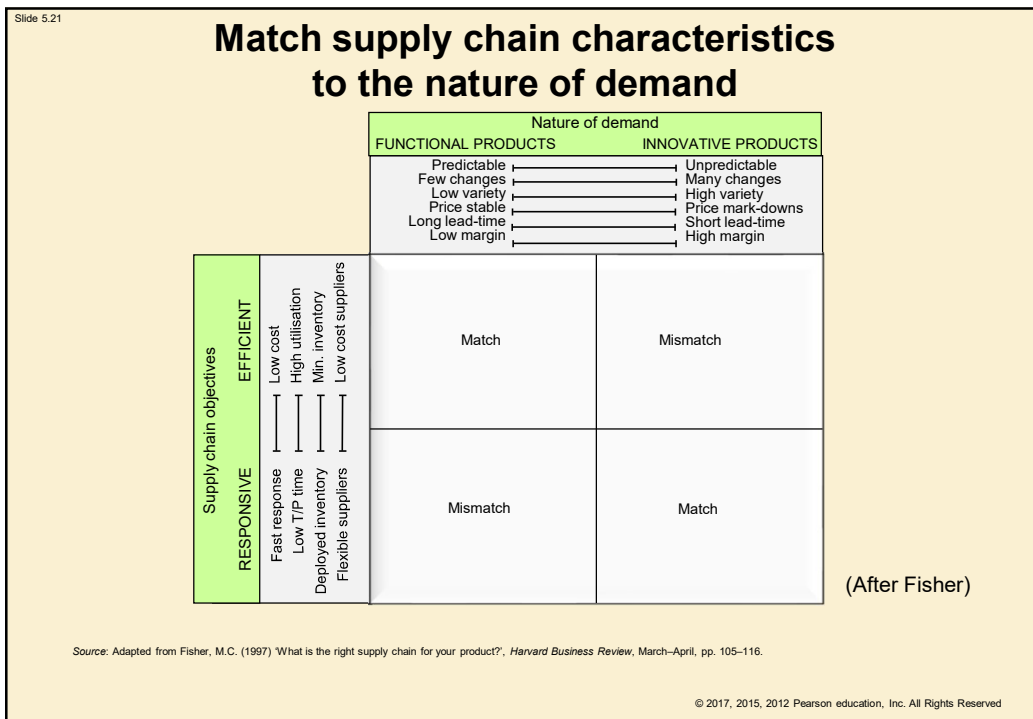 Slide 5.21
Match supply chain characteristics
to the nature of demand
Nature of demand
FUNCTIONAL PRODUCTS INNOVATIVE PRODUCTS
Predictable Unpredictable
Few changes Many changes
Low variety High variety
Price stable Price mark-downs
Long lead-time Short lead-time
Low margin High margin
Supply chain objectives
EFFICIENT
Low cost
High utilisation
Min. inventory
Low cost suppliers
Match Mismatch
RESPONSIVE
Fast response
Low T/P time
Deployed inventory
Flexible suppliers
Mismatch Match
(After Fisher)
Source: Adapted from Fisher, M.C. (1997) ‘What is the right supply chain for your product?’, Harvard Business Review, March–April, pp. 105–116.
© 2017, 2015, 2012 Pearson education, Inc. All Rights Reserved